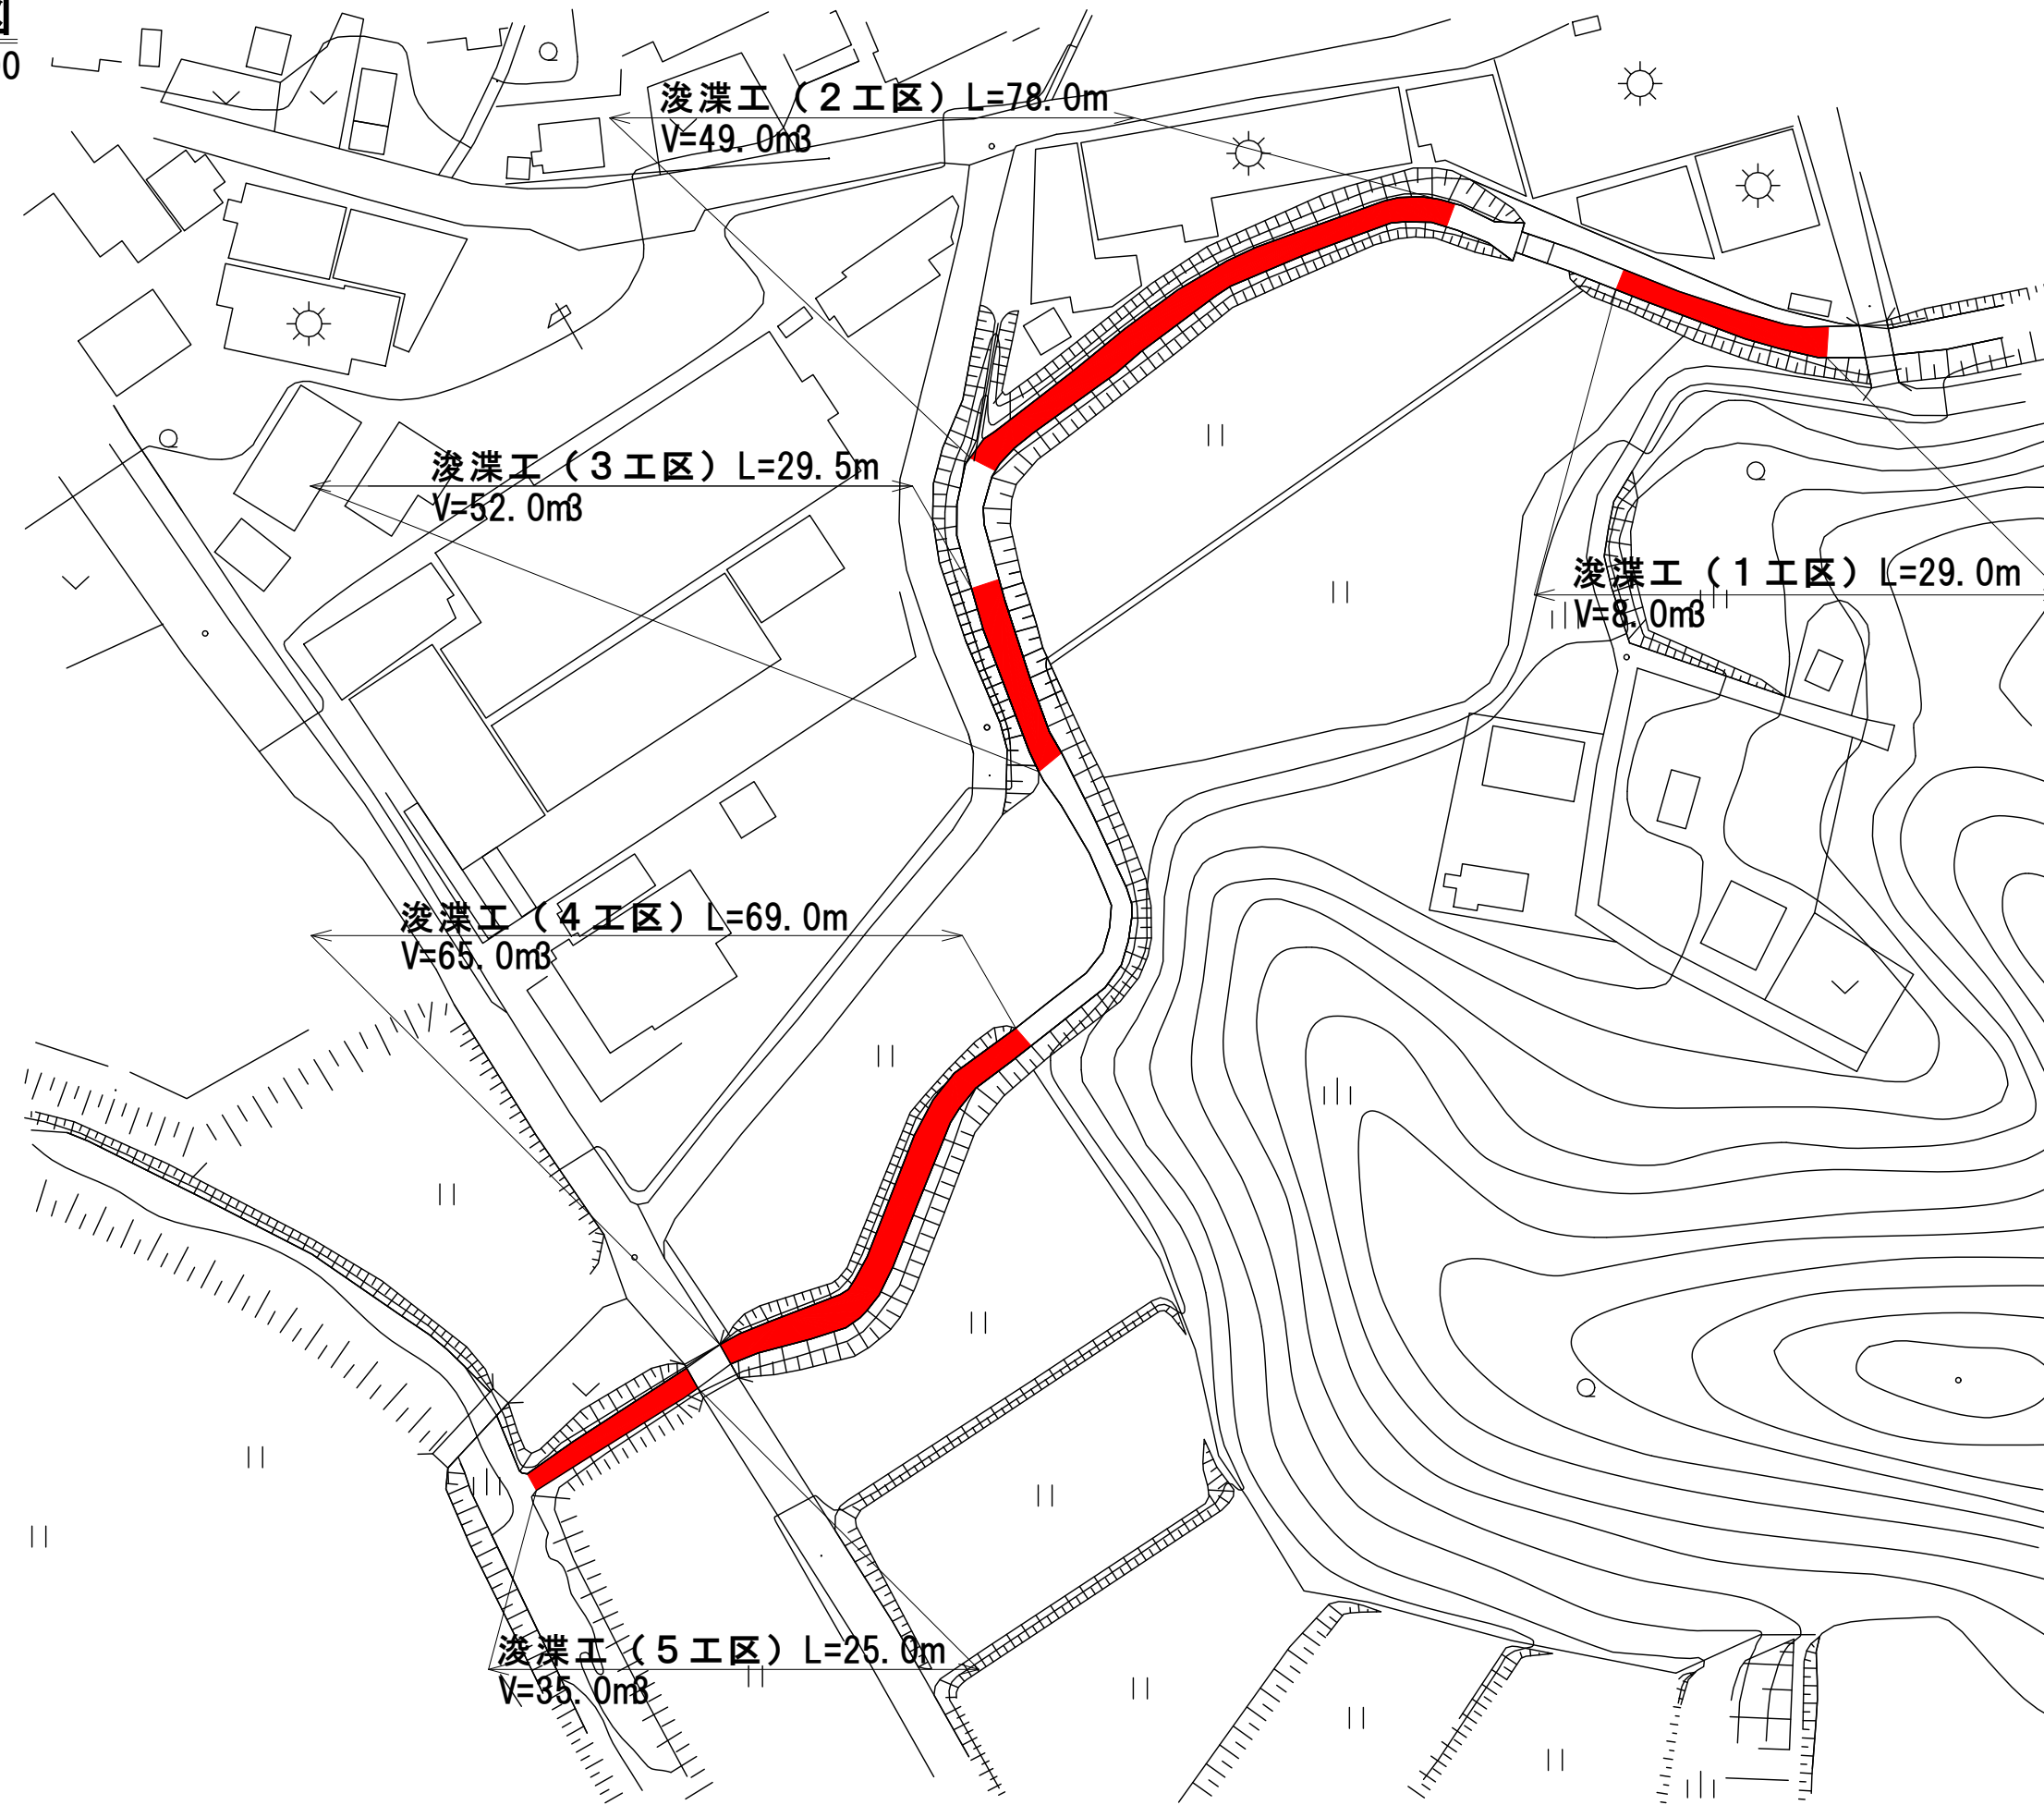 図
浚渫工（２工区）L=78.0m
V=49.0m3
浚渫工（３工区）L=29.5m
V=52.0m3
浚渫工（１工区）L=29.0m
V=8.0m3
浚渫工（４工区）L=69.0m
V=65.0m3
浚渫工（５工区）L=25.0m
V=35.0m3